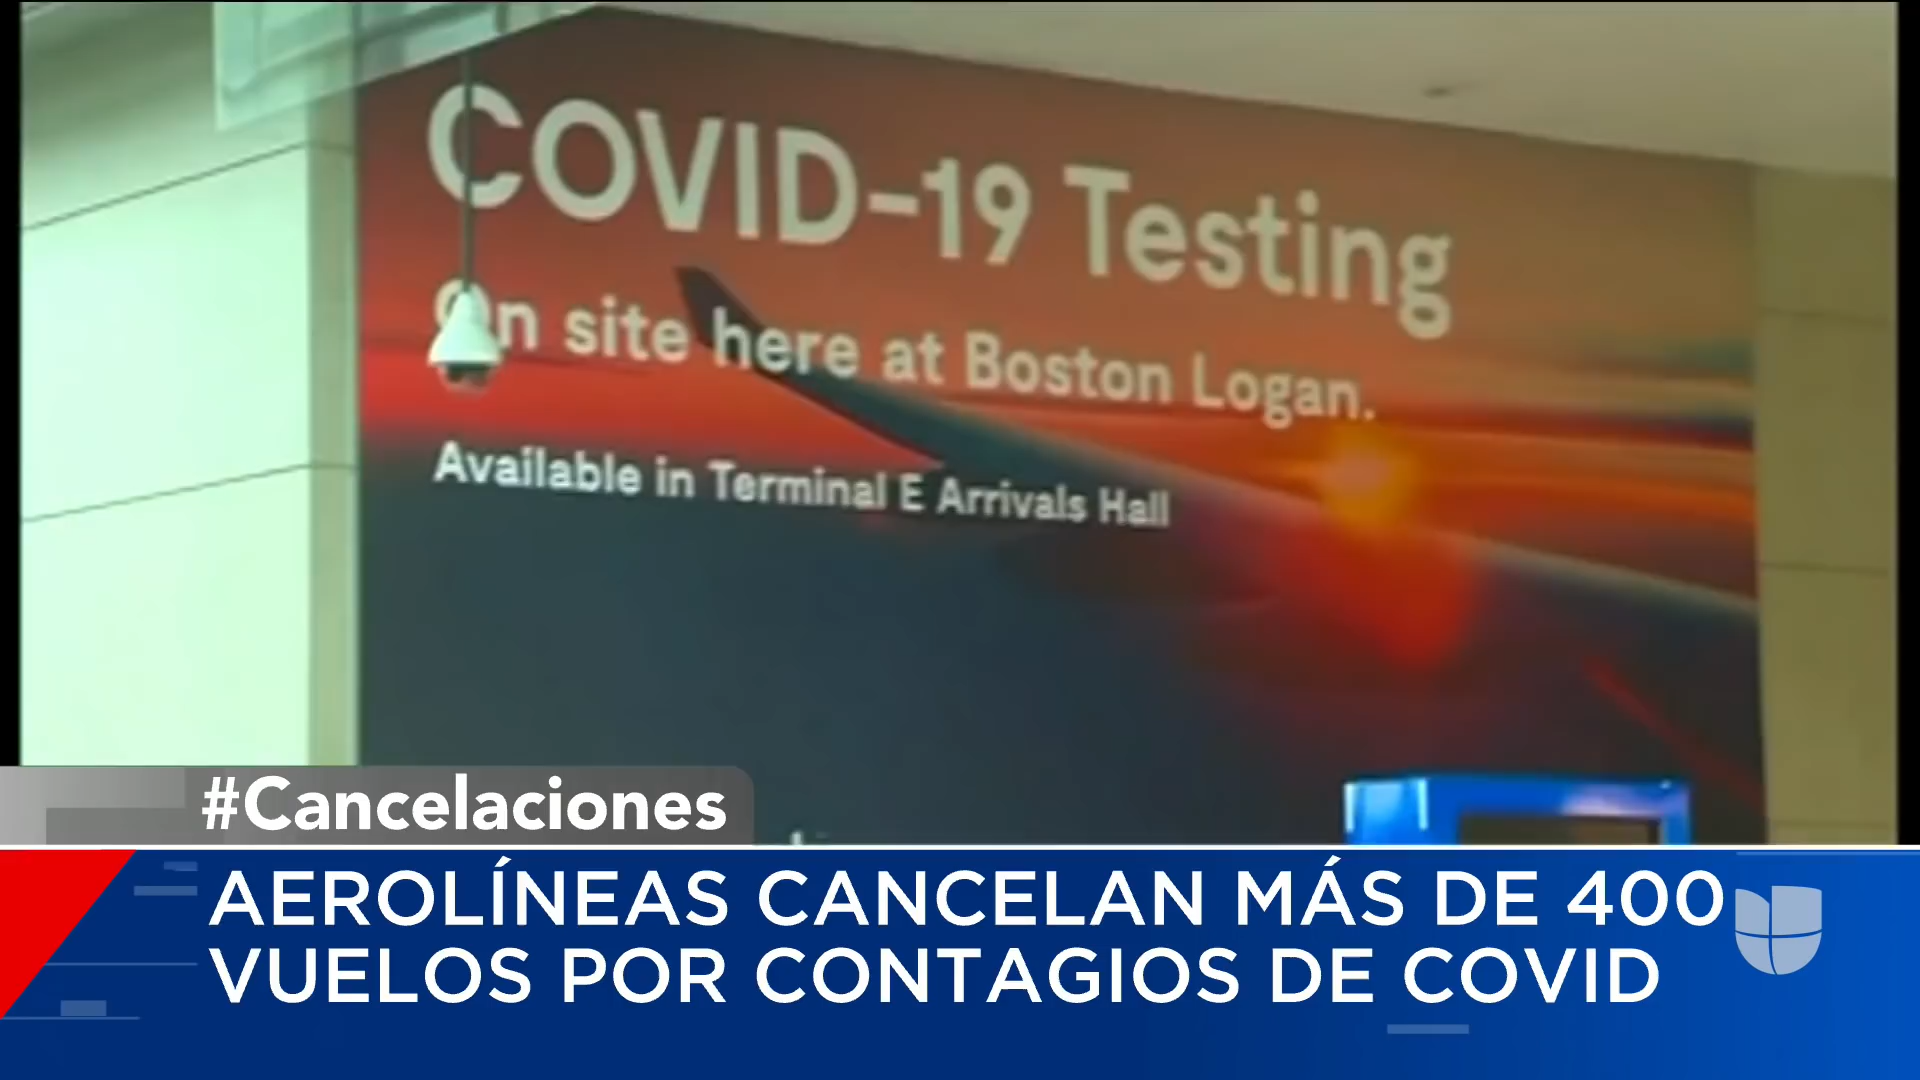 COVID-19 Testing
On site here at Boston Logan.
Available in Terminal E Arrivals Hall
#Cancelaciones
AEROLÍNEAS CANCELAN MÁS DE 400
VUELOS POR CONTAGIOS DE COVID